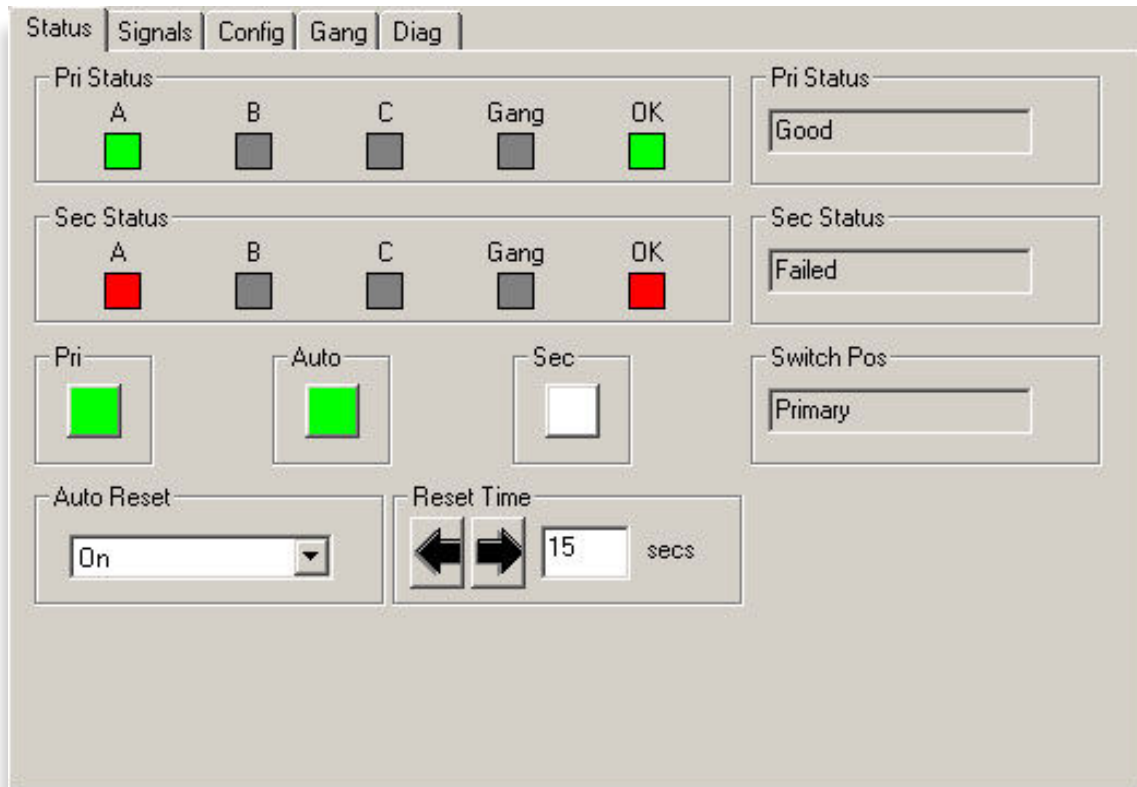 Status Signals Config Gang Diag
Pri Status
A B C Gang OK
Pri Status
Good
Sec Status
A B C Gang OK
Sec Status
Failed
Pri
Auto
Sec
Switch Pos
Primary
Auto Reset
On
Reset Time
15 secs